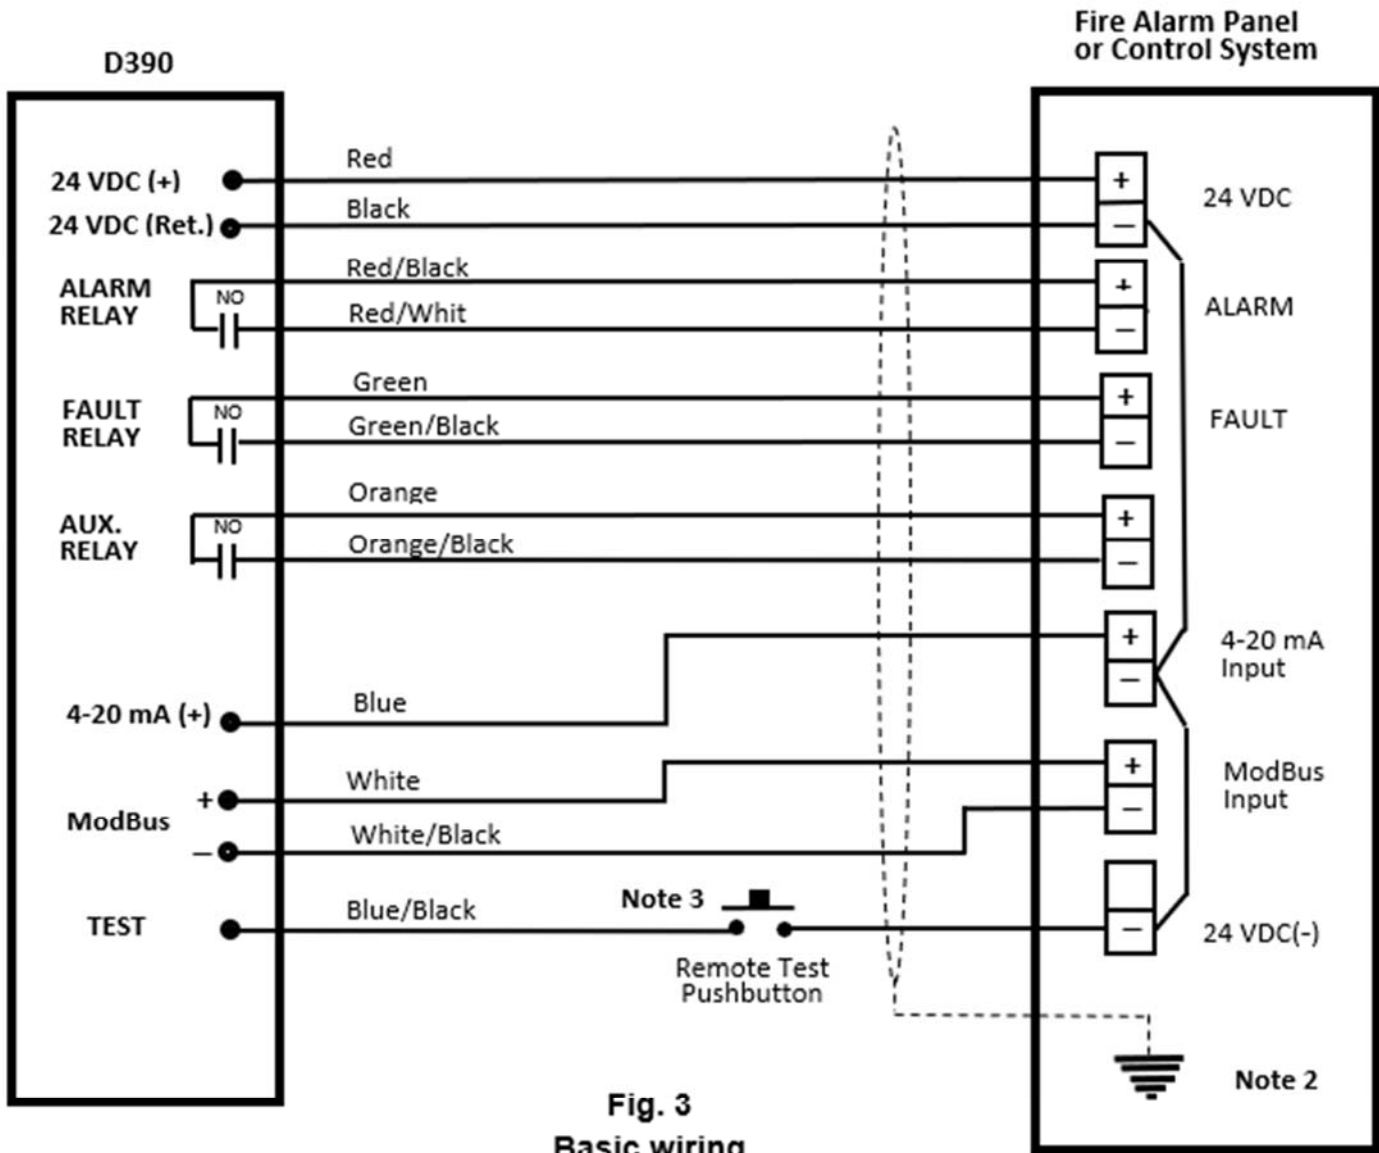 Fire Alarm Panel
or Control System
D390
24 VDC (+)
Red
+
24 VDC
24 VDC (Ret.)
Black
–
ALARM
RELAY
NO
Red/Black
+
Red/Whit
–
ALARM
FAULT
RELAY
NO
Green
+
Green/Black
–
FAULT
AUX.
RELAY
NO
Orange
+
Orange/Black
–
4-20 mA (+)
Blue
+
–
4-20 mA
Input
ModBus
+
White
–
White/Black
+
–
ModBus
Input
TEST
Blue/Black
Note 3
Remote Test
Pushbutton
–
24 VDC(-)
Note 2
Fig. 3
Basic wiring